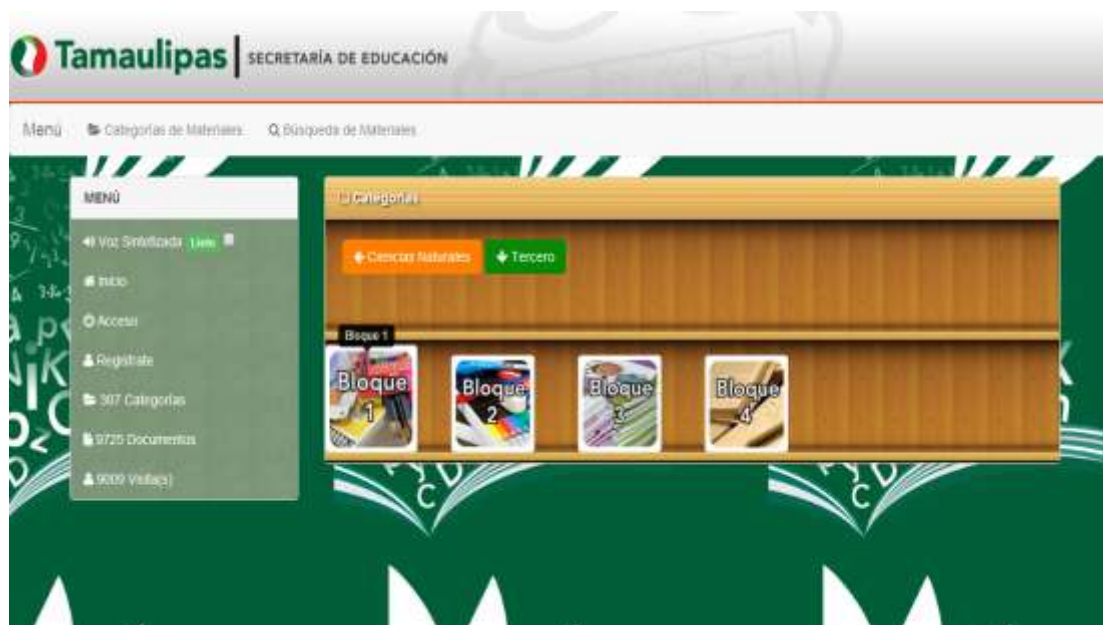 Tamaulipas SECRETARÍA DE EDUCACIÓN
Menú Categorías de Materiales Búsqueda de Materiales
MENÚ
Voz Sintetizada Listo
Inicio
Acceso
Regístrate
307 Categorías
9725 Documentos
9009 Visita(s)
Categorías
Ciencias Naturales Tercero
Bloque 1
Bloque 1
Bloque 2
Bloque 3
Bloque 4